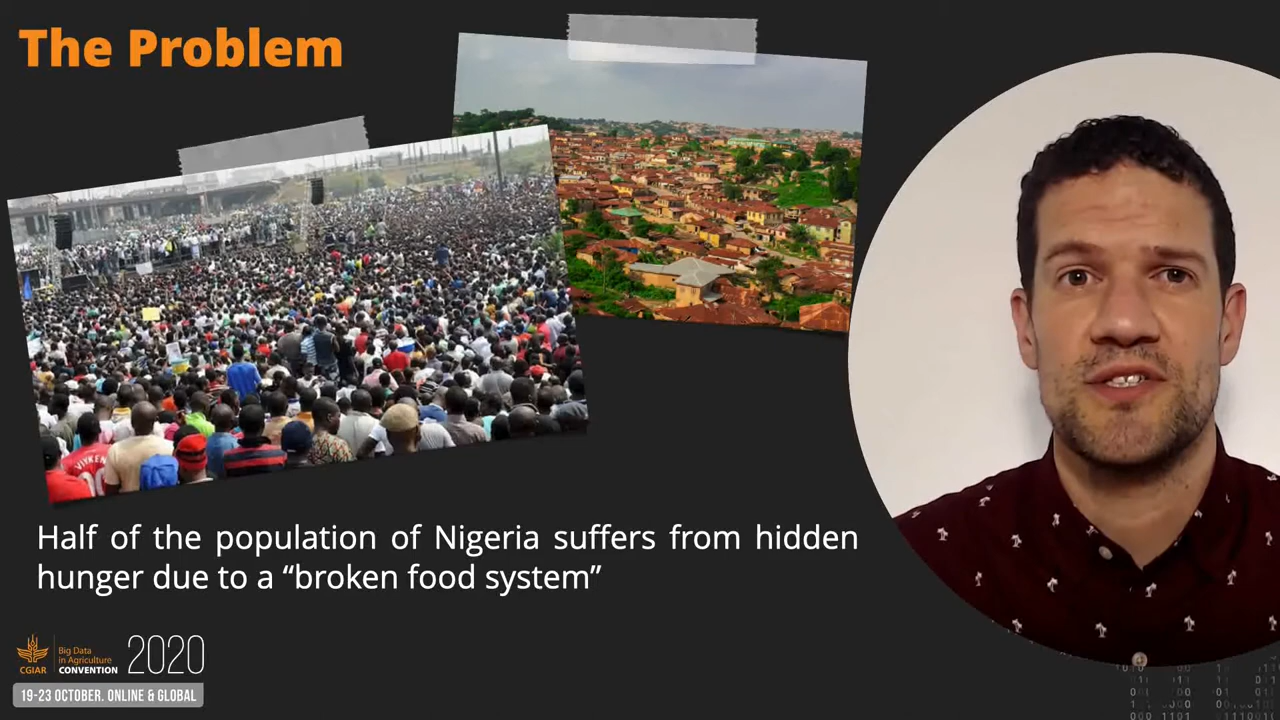 The Problem
VIYKEN
Half of the population of Nigeria suffers from hidden
hunger due to a “broken food system”
CGIAR
Big Data
in Agriculture
CONVENTION
2020
19-23 OCTOBER. ONLINE & GLOBAL